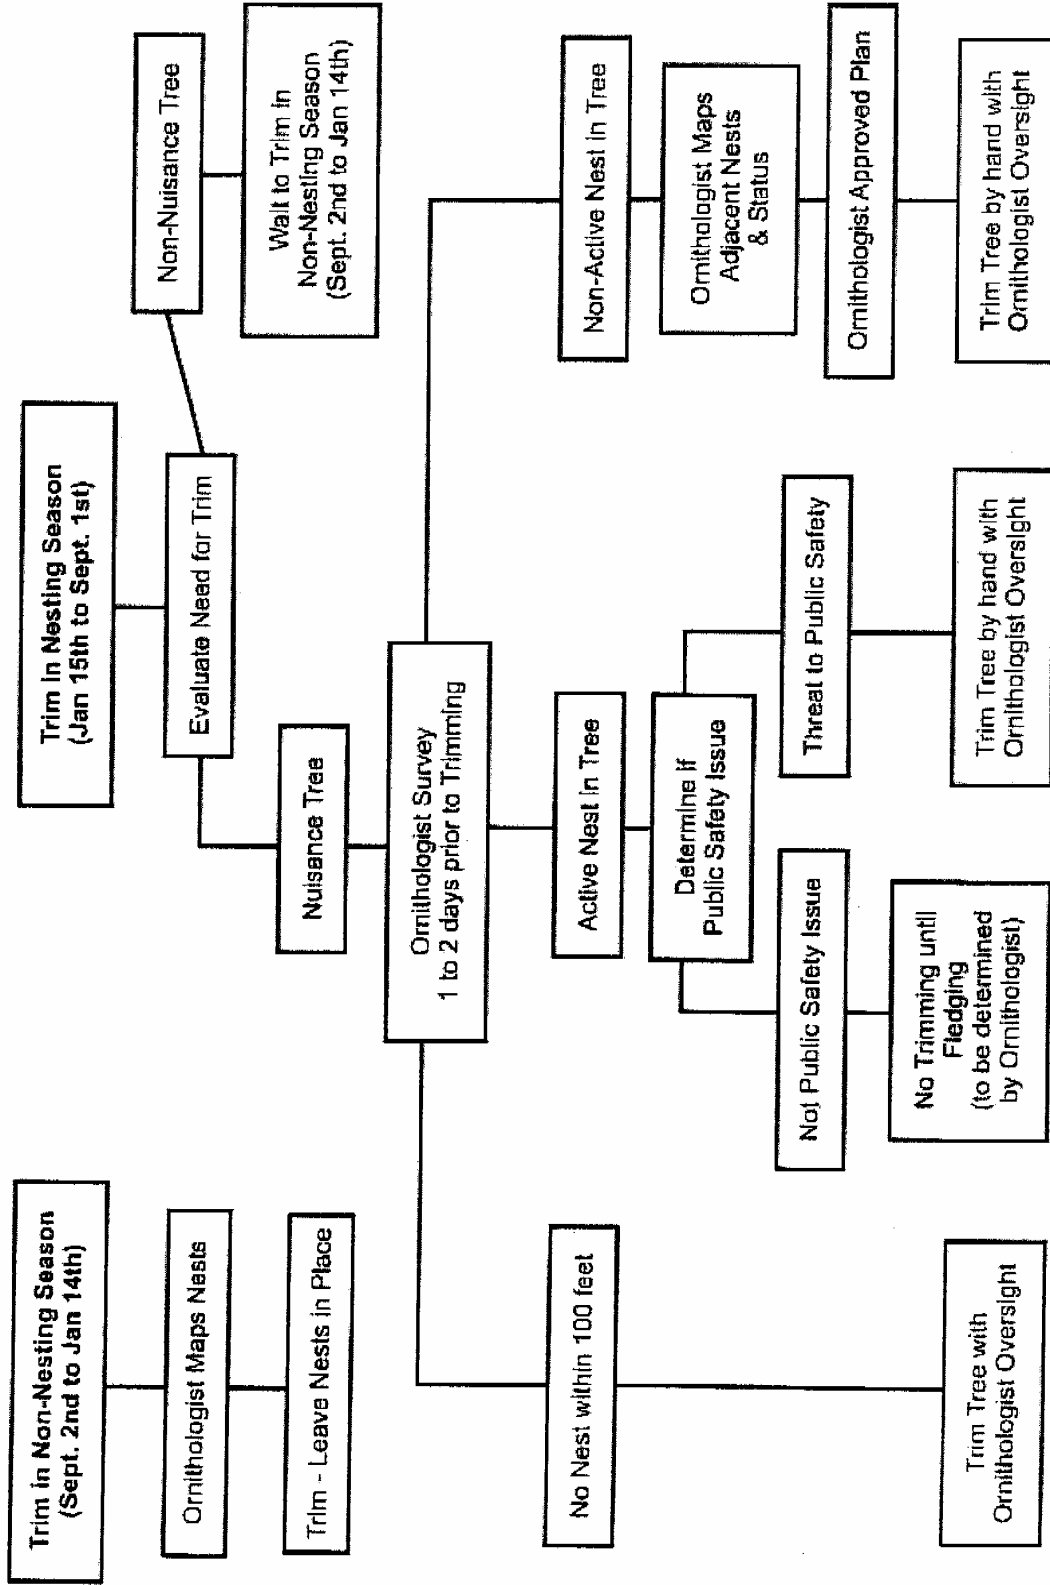 Trim in Non-Nesting Season
(Sept. 2nd to Jan 14th)
Ornithologist Maps Nests
Trim - Leave Nests in Place
Trim in Nesting Season
(Jan 15th to Sept. 1st)
Evaluate Need for Trim
Non-Nuisance Tree
Wait to Trim in
Non-Nesting Season
(Sept. 2nd to Jan 14th)
Nuisance Tree
Ornithologist Survey
1 to 2 days prior to Trimming
No Nest within 100 feet
Trim Tree with
Ornithologist Oversight
Active Nest in Tree
Determine if
Public Safety Issue
Not Public Safety Issue
No Trimming until
Fledging
(to be determined
by Ornithologist)
Threat to Public Safety
Trim Tree by hand with
Ornithologist Oversight
Non-Active Nest in Tree
Ornithologist Maps
Adjacent Nests
& Status
Ornithologist Approved Plan
Trim Tree by hand with
Ornithologist Oversight